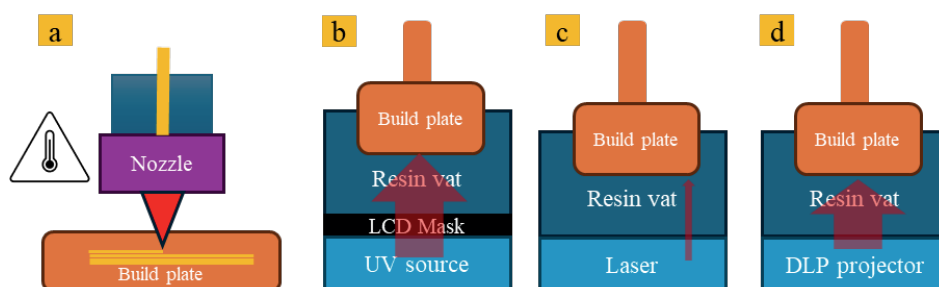 a
Nozzle
Build plate
b
Build plate
Resin vat
LCD Mask
UV source
c
Build plate
Resin vat
Laser
d
Build plate
Resin vat
DLP projector